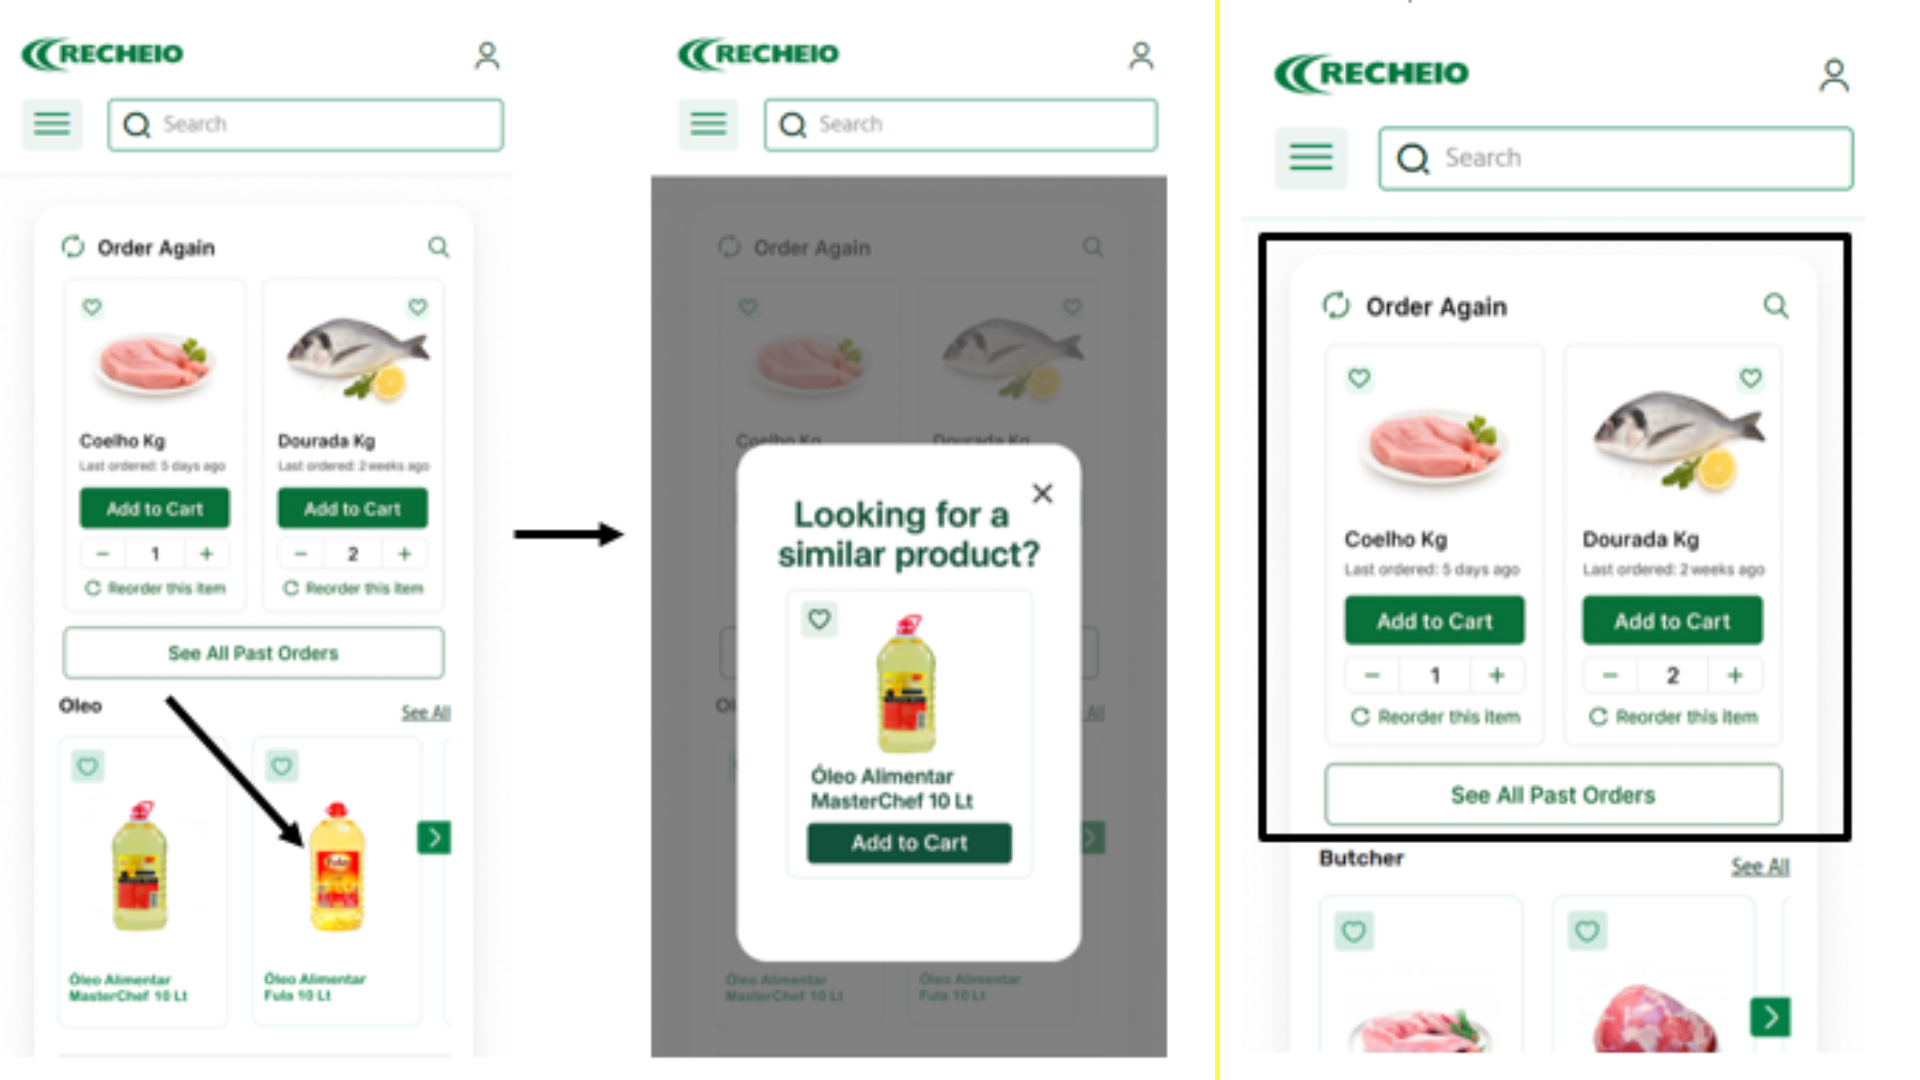 RECHEIO
Search
Order Again
Coelho Kg
Last ordered: 5 days ago
Add to Cart
− 1 +
Reorder this Item
Dourada Kg
Last ordered: 2 weeks ago
Add to Cart
− 2 +
Reorder this Item
See All Past Orders
Oleo
See All
Óleo Alimentar
MasterChef 10 Lt
Óleo Alimentar
Fula 10 Lt
RECHEIO
Search
Order Again
Coelho Kg
Dourada Kg
Looking for a
similar product?
Óleo Alimentar
MasterChef 10 Lt
Add to Cart
Ol
All
Óleo Alimentar
MasterChef 10 Lt
Óleo Alimentar
Fula 10 Lt
RECHEIO
Search
Order Again
Coelho Kg
Last ordered: 5 days ago
Add to Cart
− 1 +
Reorder this Item
Dourada Kg
Last ordered: 2 weeks ago
Add to Cart
− 2 +
Reorder this Item
See All Past Orders
Butcher
See All